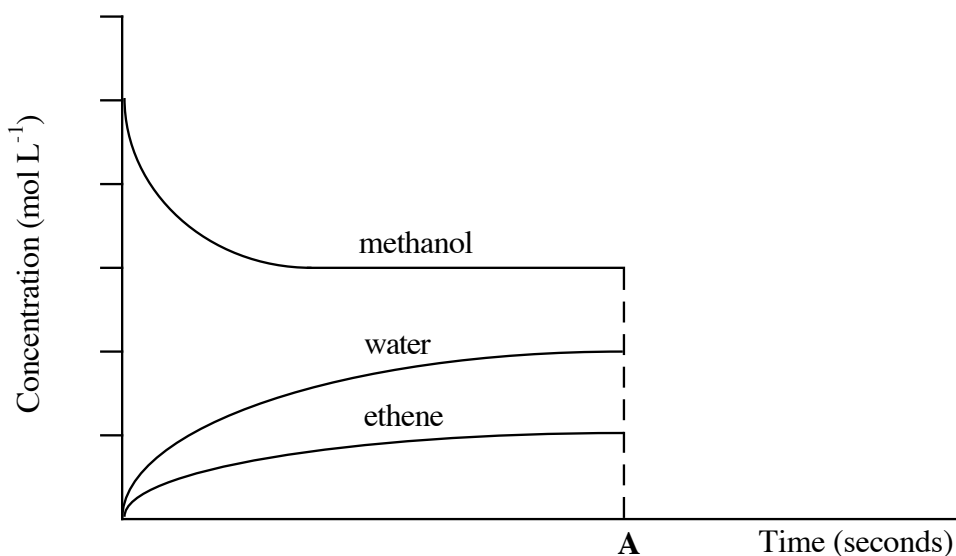 Concentration (mol L⁻¹)
methanol
water
ethene
A
Time (seconds)